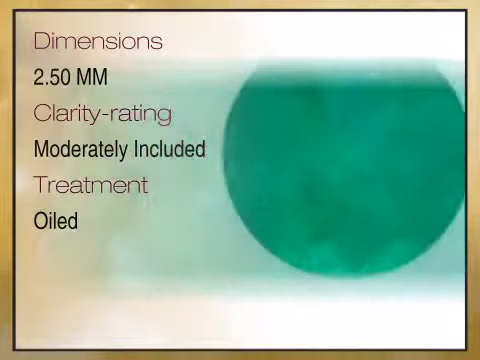 Dimensions
2.50 MM
Clarity-rating
Moderately Included
Treatment
Oiled